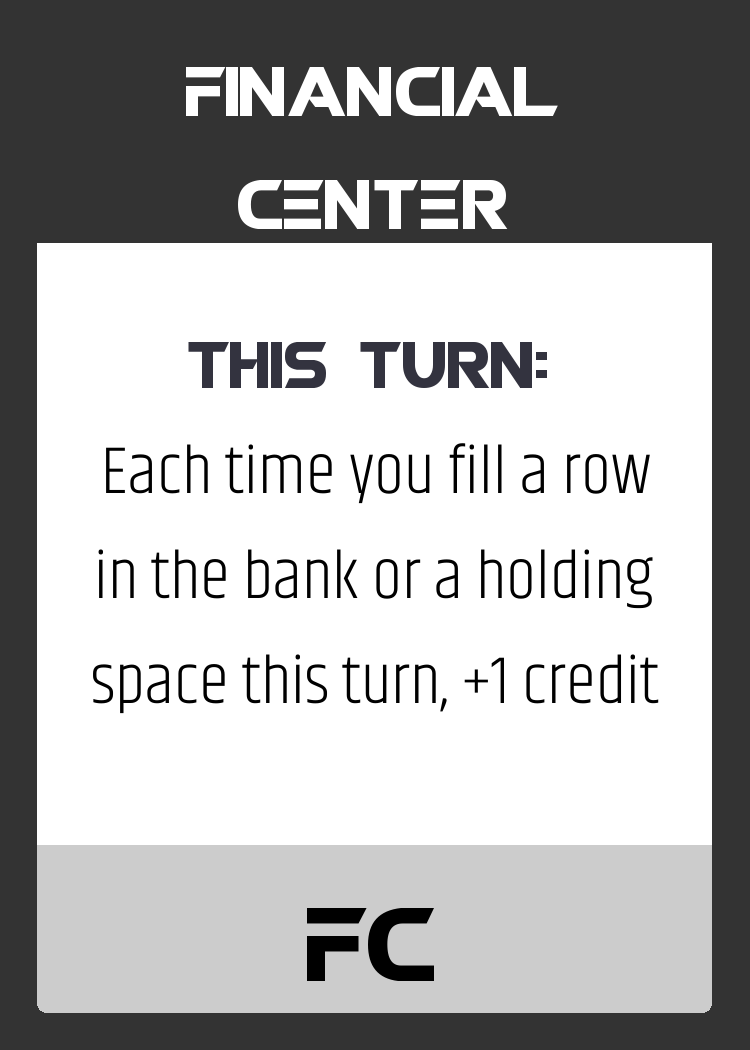 FINANCIAL
CENTER
THIS TURN:
Each time you fill a row
in the bank or a holding
space this turn, +1 credit
FC